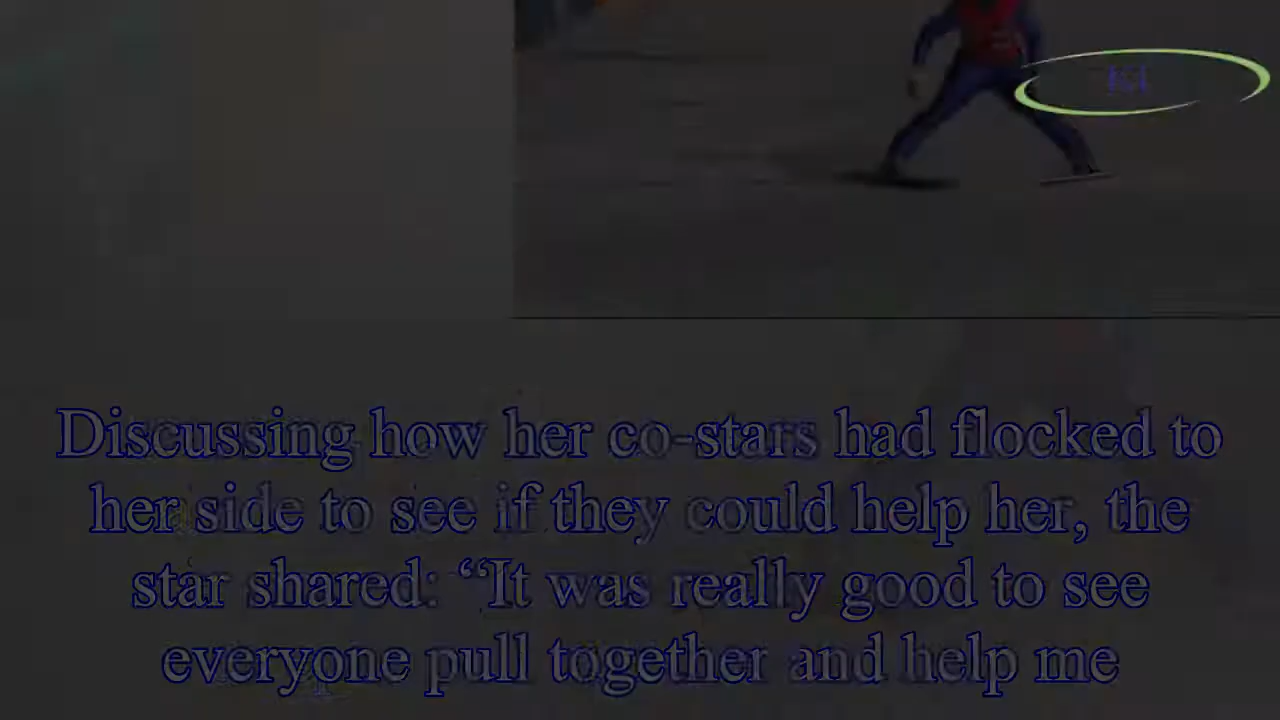 Discussing how her co-stars had flocked to
her side to see if they could help her, the
star shared: “It was really good to see
everyone pull together and help me